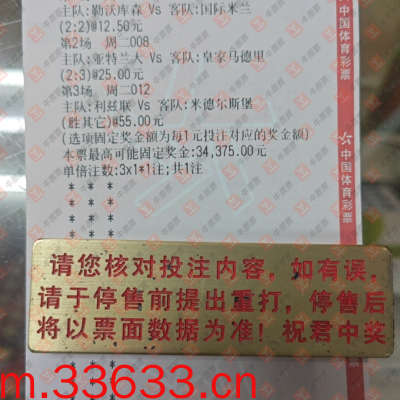 主队:勒沃库森 Vs 客队:国际米兰
(2:2)@12.50元
第2场 周二008
主队:亚特兰大 Vs 客队:皇家马德里
(2:3)@25.00元
第3场 周二012
主队:利兹联 Vs 客队:米德尔斯堡
(胜其它)@55.00元
(选项固定奖金额为每1元投注对应的奖金额)
本票最高可能固定奖金:34,375.00元
单倍注数:3x1*1注;共1注
* * *
* * *
* * *
* * *
中国体育彩票
中国体育彩票
请您核对投注内容,如有误,
请于停售前提出重打,停售后
将以票面数据为准!祝君中奖
m.33633.cn